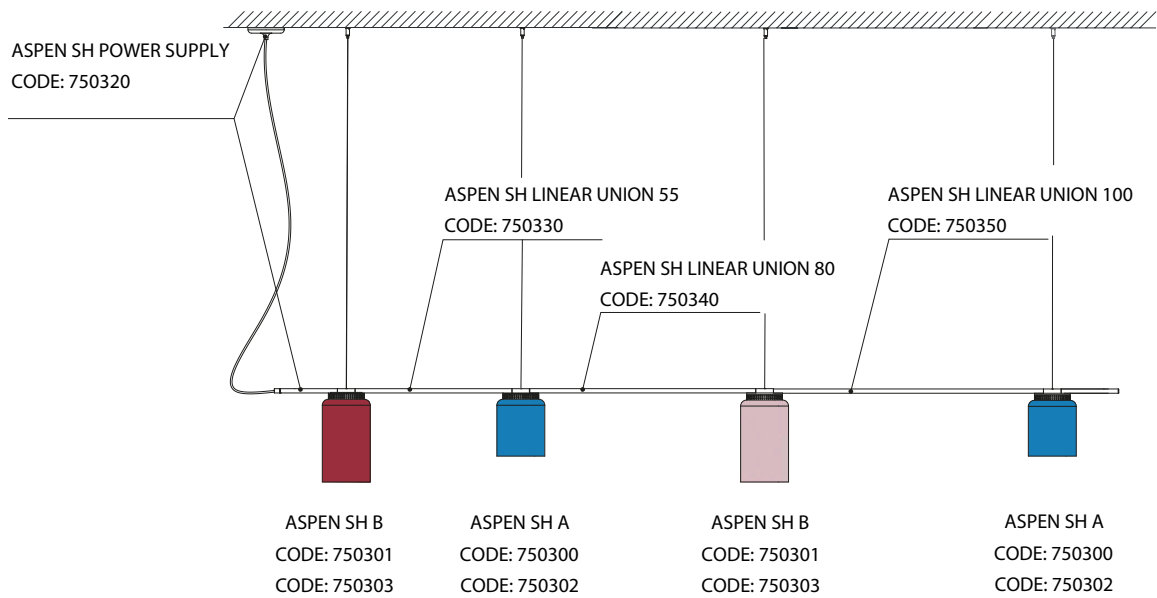 ASPEN SH POWER SUPPLY
CODE: 750320
ASPEN SH LINEAR UNION 55
CODE: 750330
ASPEN SH LINEAR UNION 80
CODE: 750340
ASPEN SH LINEAR UNION 100
CODE: 750350
ASPEN SH B
CODE: 750301
CODE: 750303
ASPEN SH A
CODE: 750300
CODE: 750302
ASPEN SH B
CODE: 750301
CODE: 750303
ASPEN SH A
CODE: 750300
CODE: 750302